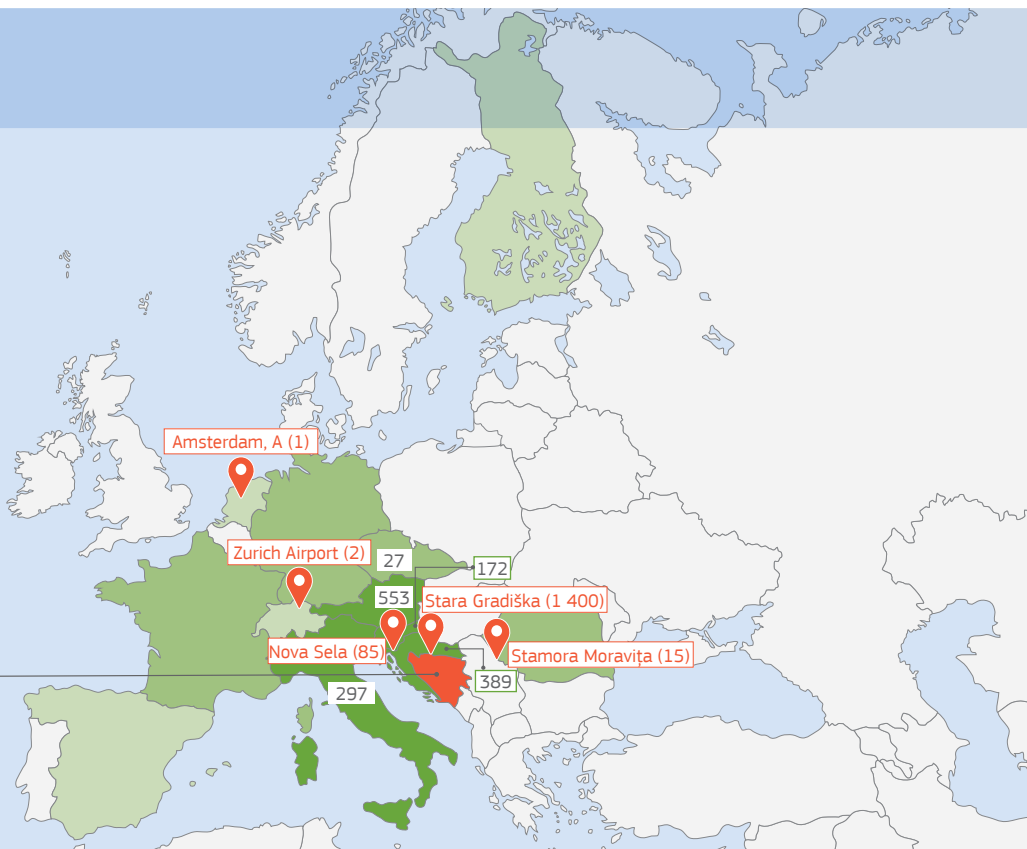 Amsterdam, A (1)
Zurich Airport (2)
27
172
553
Stara Gradiška (1 400)
Nova Sela (85)
Stamora Moravița (15)
389
297